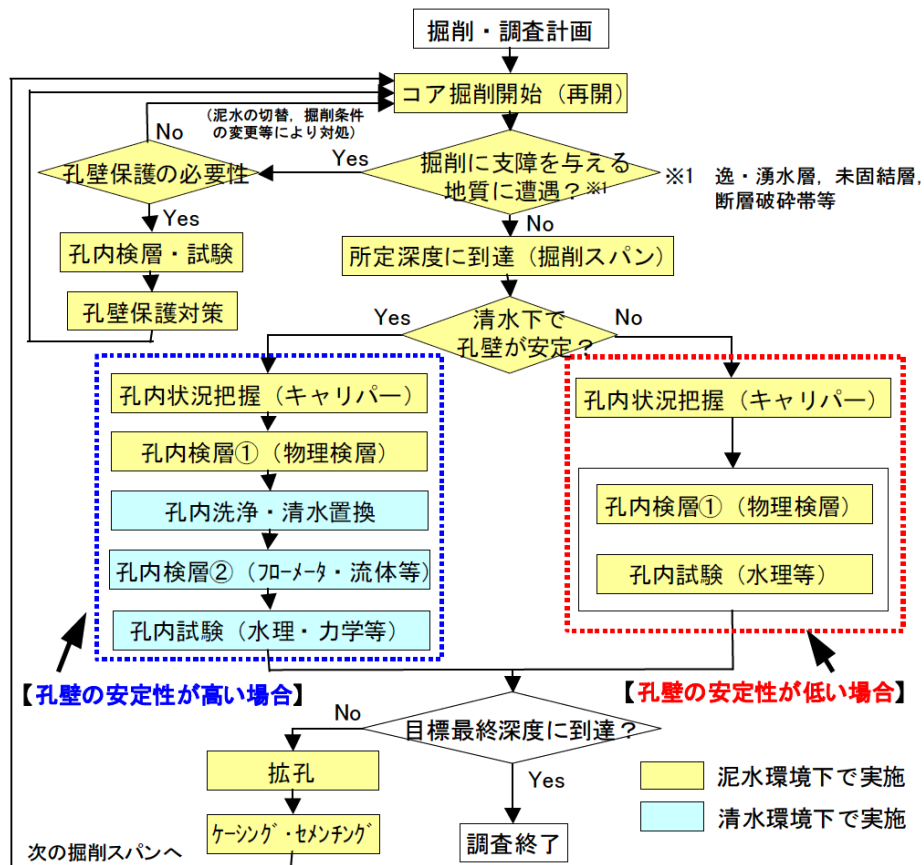 掘削・調査計画
コア掘削開始（再開）
（泥水の切替，掘削条件
の変更等により対処）
No
孔壁保護の必要性
Yes
掘削に支障を与える
地質に遭遇？※1
※1　逸・湧水層，未固結層，
断層破砕帯等
Yes
No
孔内検層・試験
所定深度に到達（掘削スパン）
孔壁保護対策
Yes
清水下で
孔壁が安定？
No
孔内状況把握（キャリパー）
孔内検層①（物理検層）
孔内洗浄・清水置換
孔内検層②（ﾌﾛｰﾒｰﾀ・流体等）
孔内試験（水理・力学等）
【孔壁の安定性が高い場合】
孔内状況把握（キャリパー）
孔内検層①（物理検層）
孔内試験（水理等）
【孔壁の安定性が低い場合】
No
目標最終深度に到達？
Yes
拡孔
ｹｰｼﾝｸﾞ・ｾﾒﾝﾁﾝｸﾞ
次の掘削スパンへ
調査終了
泥水環境下で実施
清水環境下で実施